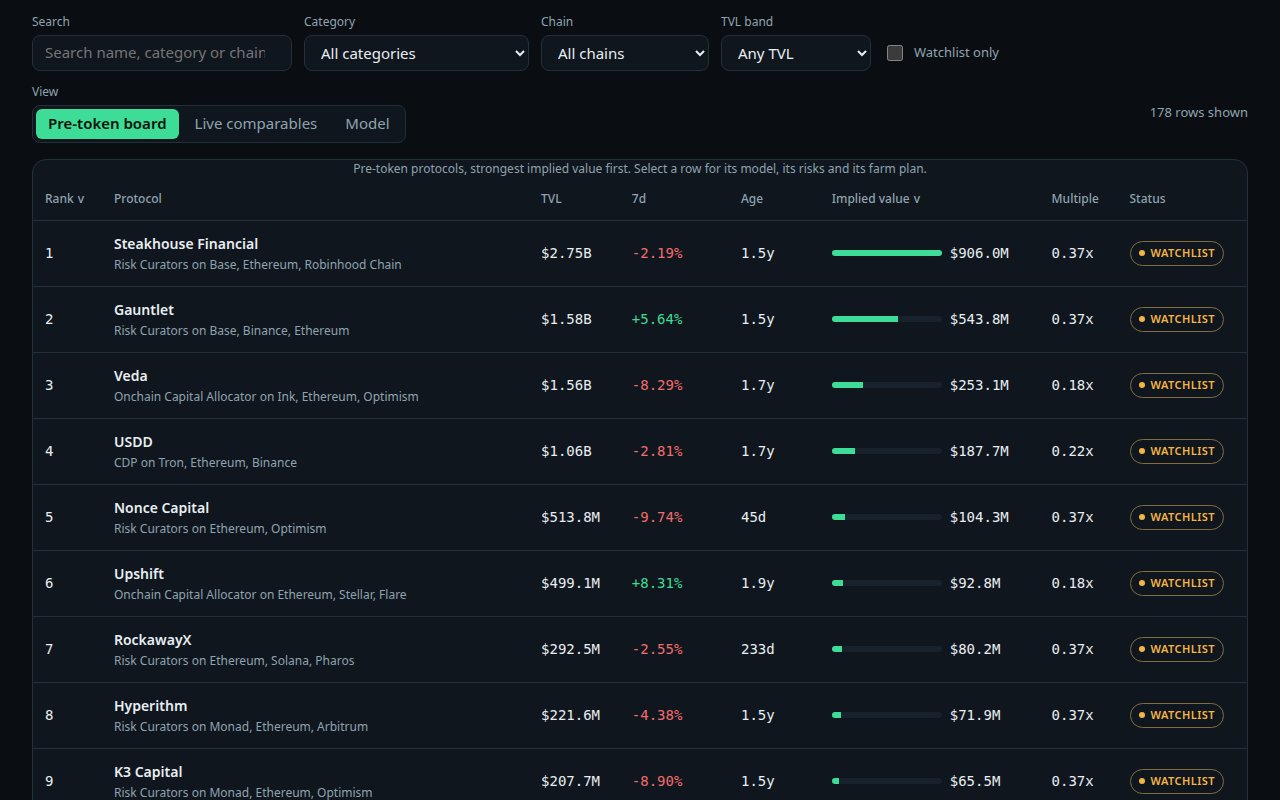 Search
Category
Chain
TVL band
Search name, category or chain
All categories
All chains
Any TVL
Watchlist only
View
Pre-token board
Live comparables
Model
178 rows shown
Pre-token protocols, strongest implied value first. Select a row for its model, its risks and its farm plan.
Rank v Protocol TVL 7d Age Implied value v Multiple Status
1 Steakhouse Financial $2.75B -2.19% 1.5y $906.0M 0.37x WATCHLIST
Risk Curators on Base, Ethereum, Robinhood Chain
2 Gauntlet $1.58B +5.64% 1.5y $543.8M 0.37x WATCHLIST
Risk Curators on Base, Binance, Ethereum
3 Veda $1.56B -8.29% 1.7y $253.1M 0.18x WATCHLIST
Onchain Capital Allocator on Ink, Ethereum, Optimism
4 USDD $1.06B -2.81% 1.7y $187.7M 0.22x WATCHLIST
CDP on Tron, Ethereum, Binance
5 Nonce Capital $513.8M -9.74% 45d $104.3M 0.37x WATCHLIST
Risk Curators on Ethereum, Optimism
6 Upshift $499.1M +8.31% 1.9y $92.8M 0.18x WATCHLIST
Onchain Capital Allocator on Ethereum, Stellar, Flare
7 RockawayX $292.5M -2.55% 233d $80.2M 0.37x WATCHLIST
Risk Curators on Ethereum, Solana, Pharos
8 Hyperithm $221.6M -4.38% 1.5y $71.9M 0.37x WATCHLIST
Risk Curators on Monad, Ethereum, Arbitrum
9 K3 Capital $207.7M -8.90% 1.5y $65.5M 0.37x WATCHLIST
Risk Curators on Monad, Ethereum, Optimism